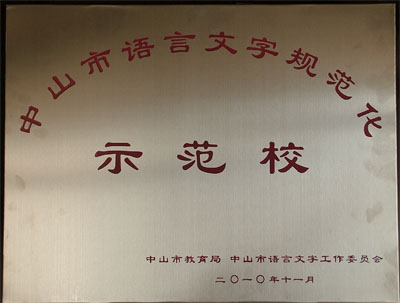 中山市语言文字规范化
示范校
中山市教育局 中山市语言文字工作委员会
二〇一〇年十一月